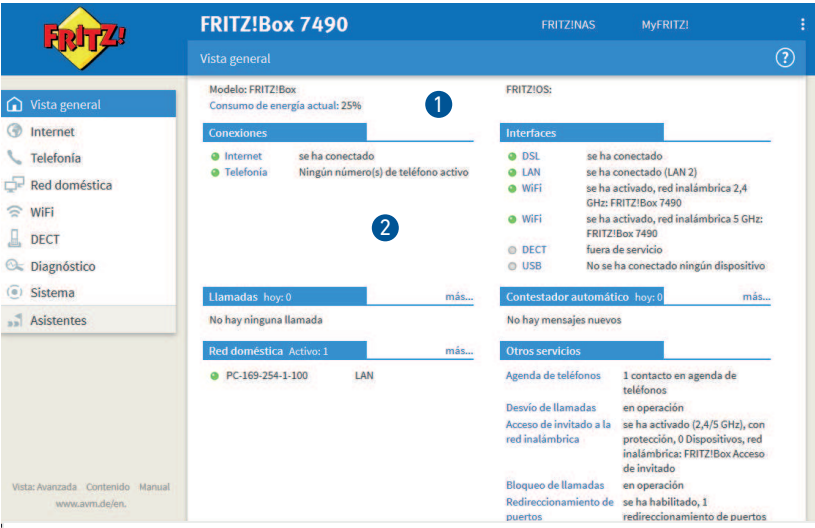 FRITZ!
FRITZ!Box 7490
FRITZ!NAS
MyFRITZ!
Vista general
?
Vista general
Internet
Telefonía
Red doméstica
WiFi
DECT
Diagnóstico
Sistema
Asistentes
Vista: Avanzada Contenido Manual
www.avm.de/en.
Modelo: FRITZ!Box
Consumo de energía actual: 25%
1
FRITZ!OS:
Conexiones
Internet se ha conectado
Telefonía Ningún número(s) de teléfono activo
2
Interfaces
DSL se ha conectado
LAN se ha conectado (LAN 2)
WiFi se ha activado, red inalámbrica 2,4
GHz: FRITZ!Box 7490
WiFi se ha activado, red inalámbrica 5 GHz:
FRITZ!Box 7490
DECT fuera de servicio
USB No se ha conectado ningún dispositivo
Llamadas hoy: 0 más...
No hay ninguna llamada
Contestador automático hoy: 0 más...
No hay mensajes nuevos
Red doméstica Activo: 1 más...
PC-169-254-1-100 LAN
Otros servicios
Agenda de teléfonos 1 contacto en agenda de
teléfonos
Desvío de llamadas en operación
Acceso de invitado a la se ha activado (2,4/5 GHz), con
red inalámbrica protección, 0 Dispositivos, red
inalámbrica: FRITZ!Box Acceso
de invitado
Bloqueo de llamadas en operación
Redireccionamiento de se ha habilitado, 1
puertos redireccionamiento de puertos